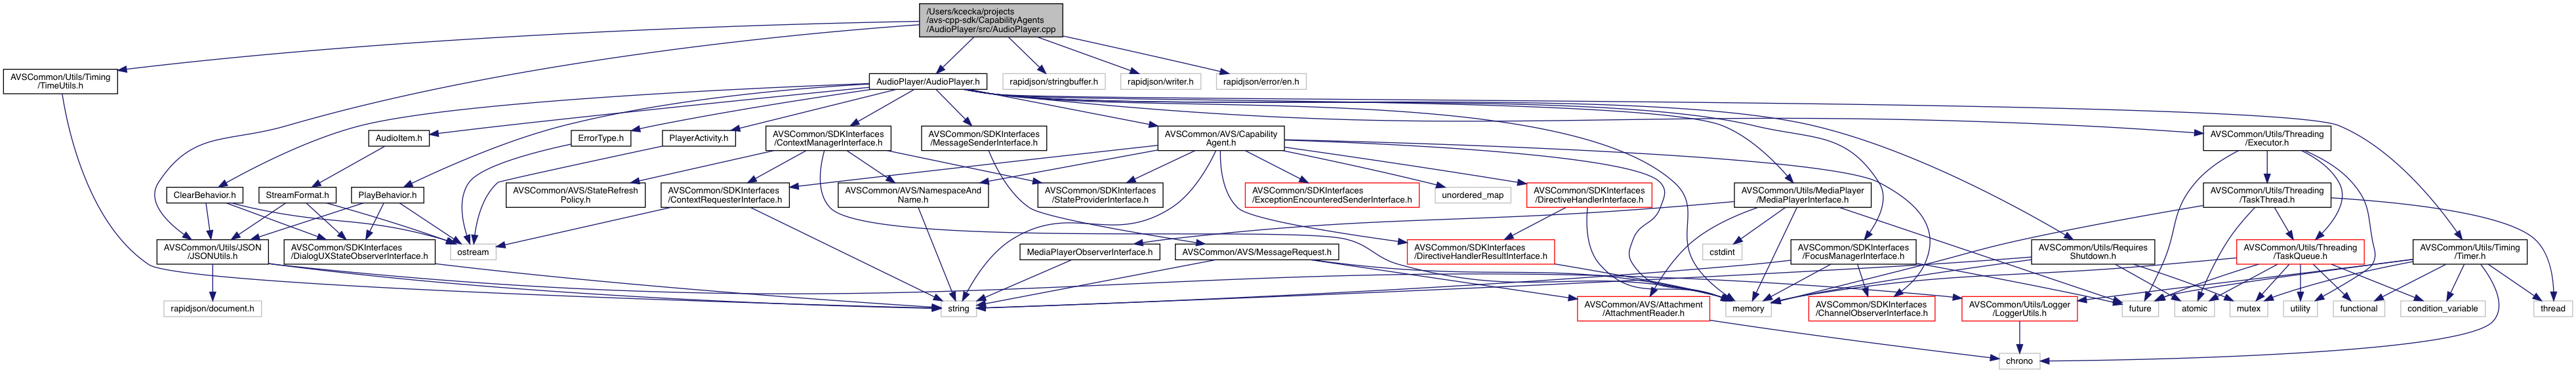 /Users/kcecka/projects
/avs-cpp-sdk/CapabilityAgents
/AudioPlayer/src/AudioPlayer.cpp
AVSCommon/Utils/Timing
/TimeUtils.h
AudioPlayer/AudioPlayer.h
rapidjson/stringbuffer.h
rapidjson/writer.h
rapidjson/error/en.h
AudioItem.h
ErrorType.h
PlayerActivity.h
AVSCommon/SDKInterfaces
/ContextManagerInterface.h
AVSCommon/SDKInterfaces
/MessageSenderInterface.h
AVSCommon/AVS/Capability
Agent.h
AVSCommon/Utils/Threading
/Executor.h
ClearBehavior.h
StreamFormat.h
PlayBehavior.h
AVSCommon/AVS/StateRefresh
Policy.h
AVSCommon/SDKInterfaces
/ContextRequesterInterface.h
AVSCommon/AVS/NamespaceAnd
Name.h
AVSCommon/SDKInterfaces
/StateProviderInterface.h
AVSCommon/SDKInterfaces
/ExceptionEncounteredSenderInterface.h
unordered_map
AVSCommon/SDKInterfaces
/DirectiveHandlerInterface.h
AVSCommon/Utils/MediaPlayer
/MediaPlayerInterface.h
AVSCommon/Utils/Threading
/TaskThread.h
AVSCommon/Utils/JSON
/JSONUtils.h
AVSCommon/SDKInterfaces
/DialogUXStateObserverInterface.h
ostream
MediaPlayerObserverInterface.h
AVSCommon/AVS/MessageRequest.h
AVSCommon/SDKInterfaces
/DirectiveHandlerResultInterface.h
cstdint
AVSCommon/SDKInterfaces
/FocusManagerInterface.h
AVSCommon/Utils/Requires
Shutdown.h
AVSCommon/Utils/Threading
/TaskQueue.h
AVSCommon/Utils/Timing
/Timer.h
rapidjson/document.h
string
AVSCommon/AVS/Attachment
/AttachmentReader.h
memory
AVSCommon/SDKInterfaces
/ChannelObserverInterface.h
AVSCommon/Utils/Logger
/LoggerUtils.h
future
atomic
mutex
utility
functional
condition_variable
thread
chrono